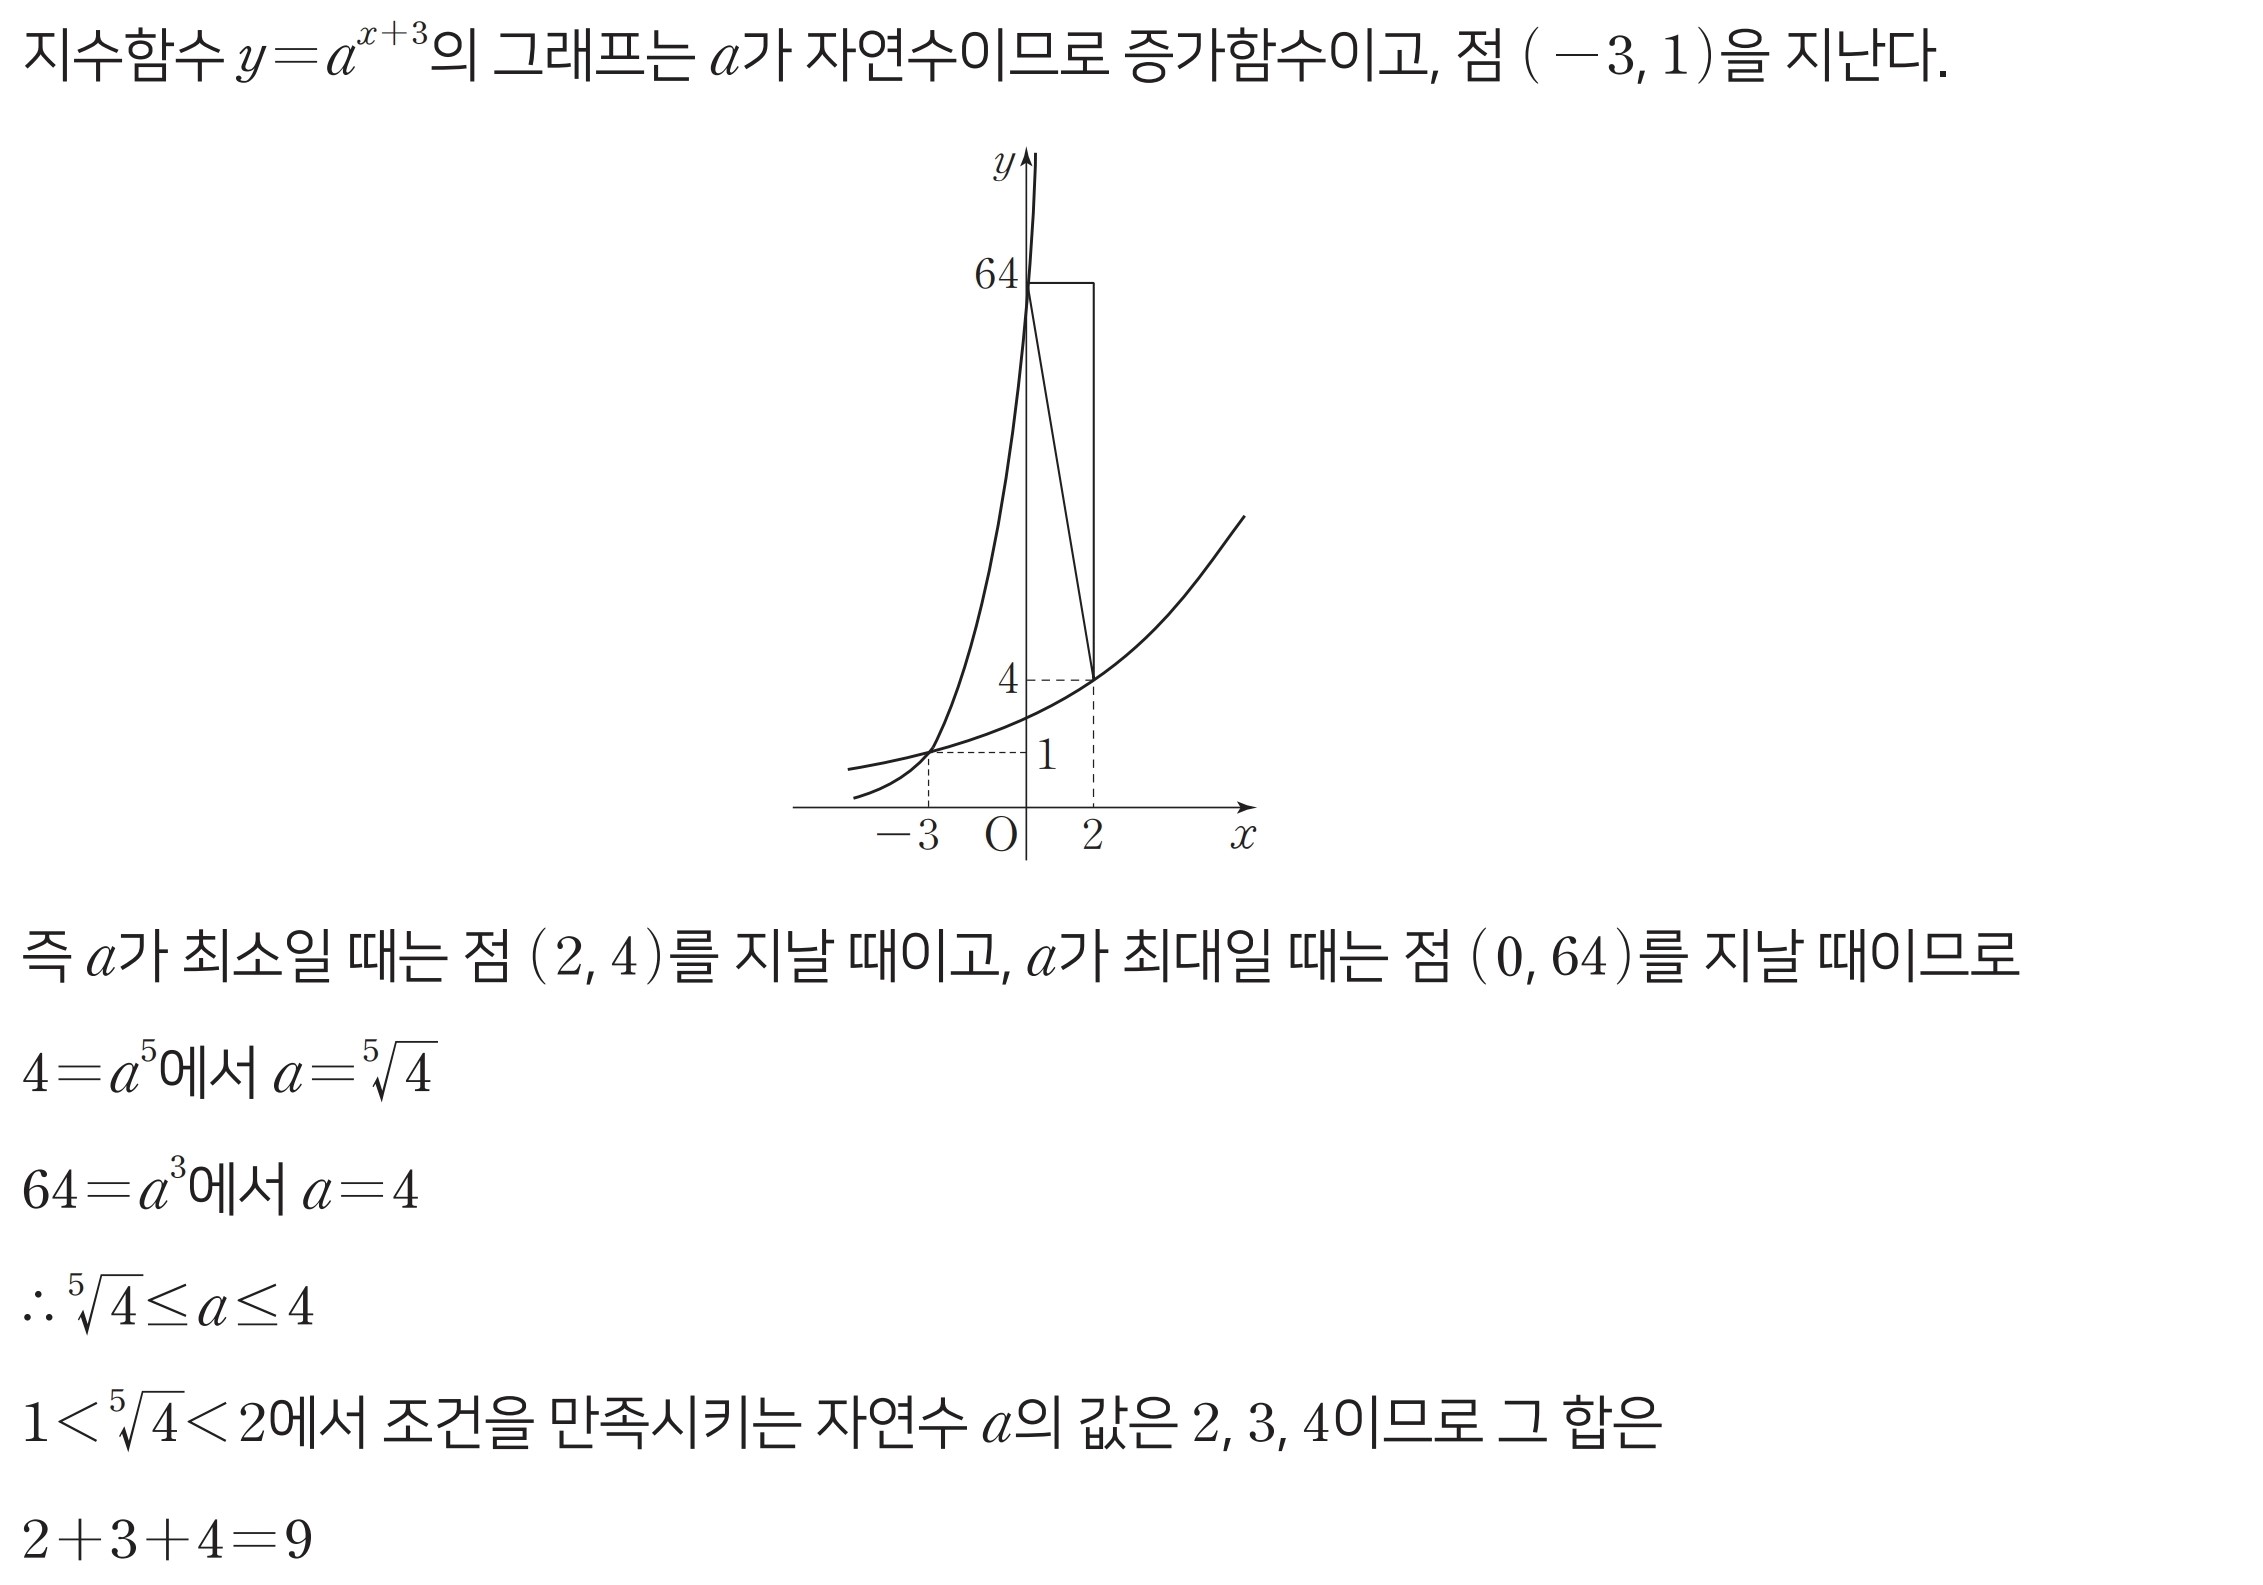 지수함수 y=a^{x+3}의 그래프는 a가 자연수이므로 증가함수이고, 점 (−3, 1)을 지난다.
y
64
4
1
−3 O 2 x
즉 a가 최소일 때는 점 (2, 4)를 지날 때이고, a가 최대일 때는 점 (0, 64)를 지날 때이므로
4=a^5에서 a=⁵√4
64=a^3에서 a=4
∴ ⁵√4≤a≤4
1<⁵√4<2에서 조건을 만족시키는 자연수 a의 값은 2, 3, 4이므로 그 합은
2+3+4=9